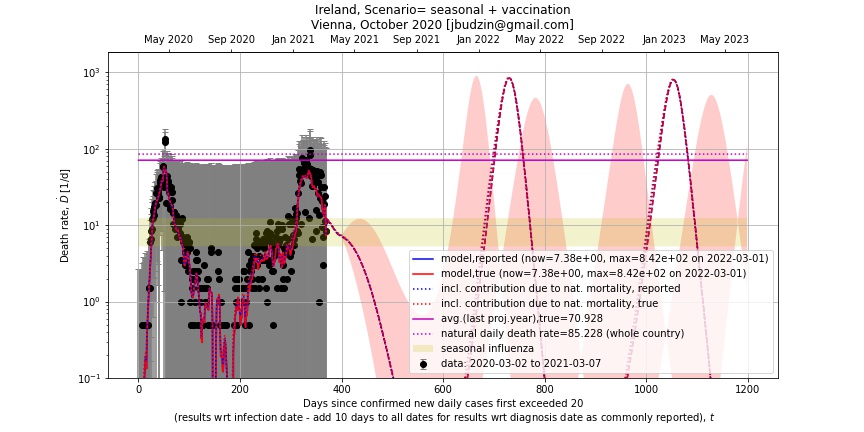 Ireland, Scenario= seasonal + vaccination
Vienna, October 2020 [jbudzin@gmail.com]
May 2020 Sep 2020 Jan 2021 May 2021 Sep 2021 Jan 2022 May 2022 Sep 2022 Jan 2023 May 2023
Death rate, D [1/d]
10³
10²
10¹
10⁰
10⁻¹
model,reported (now=7.38e+00, max=8.42e+02 on 2022-03-01)
model,true (now=7.38e+00, max=8.42e+02 on 2022-03-01)
incl. contribution due to nat. mortality, reported
incl. contribution due to nat. mortality, true
avg.(last proj.year),true=70.928
natural daily death rate=85.228 (whole country)
seasonal influenza
data: 2020-03-02 to 2021-03-07
0 200 400 600 800 1000 1200
Days since confirmed new daily cases first exceeded 20
(results wrt infection date - add 10 days to all dates for results wrt diagnosis date as commonly reported), t